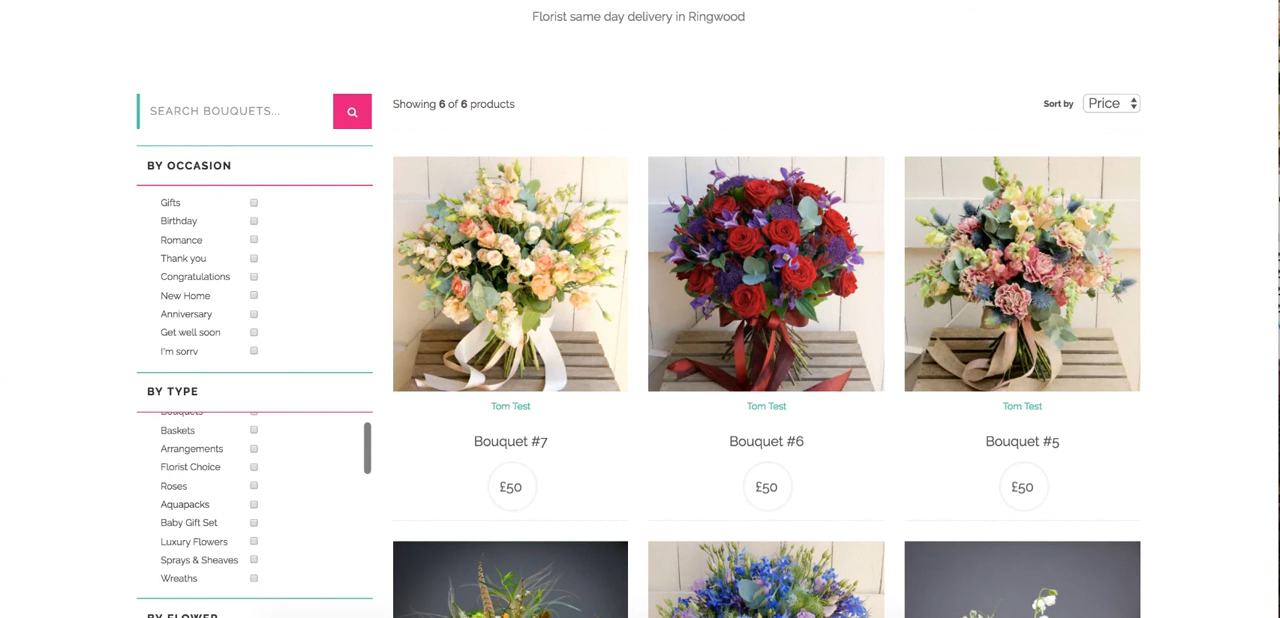 Florist same day delivery in Ringwood
SEARCH BOUQUETS...
Showing 6 of 6 products
Sort by Price
BY OCCASION
Gifts
Birthday
Romance
Thank you
Congratulations
New Home
Anniversary
Get well soon
I'm sorry
BY TYPE
Bouquets
Baskets
Arrangements
Florist Choice
Roses
Aquapacks
Baby Gift Set
Luxury Flowers
Sprays & Sheaves
Wreaths
BY FLOWER
Tom Test
Bouquet #7
£50
Tom Test
Bouquet #6
£50
Tom Test
Bouquet #5
£50